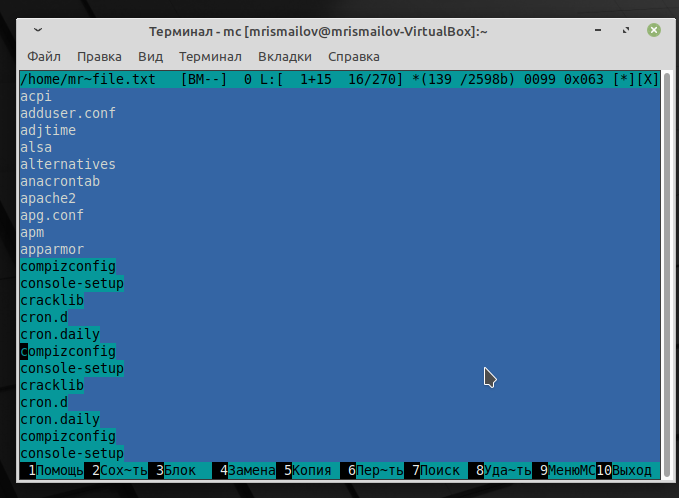 Терминал - mc [mrismailov@mrismailov-VirtualBox]:~
Файл Правка Вид Терминал Вкладки Справка
/home/mr~file.txt [BM--] 0 L:[ 1+15 16/270] *(139 /2598b) 0099 0x063 [*][X]
acpi
adduser.conf
adjtime
alsa
alternatives
anacrontab
apache2
apg.conf
apm
apparmor
compizconfig
console-setup
cracklib
cron.d
cron.daily
compizconfig
console-setup
cracklib
cron.d
cron.daily
compizconfig
console-setup
1Помощь 2Сох~ть 3Блок 4Замена 5Копия 6Пер~ть 7Поиск 8Уда~ть 9МенюMC 10Выход